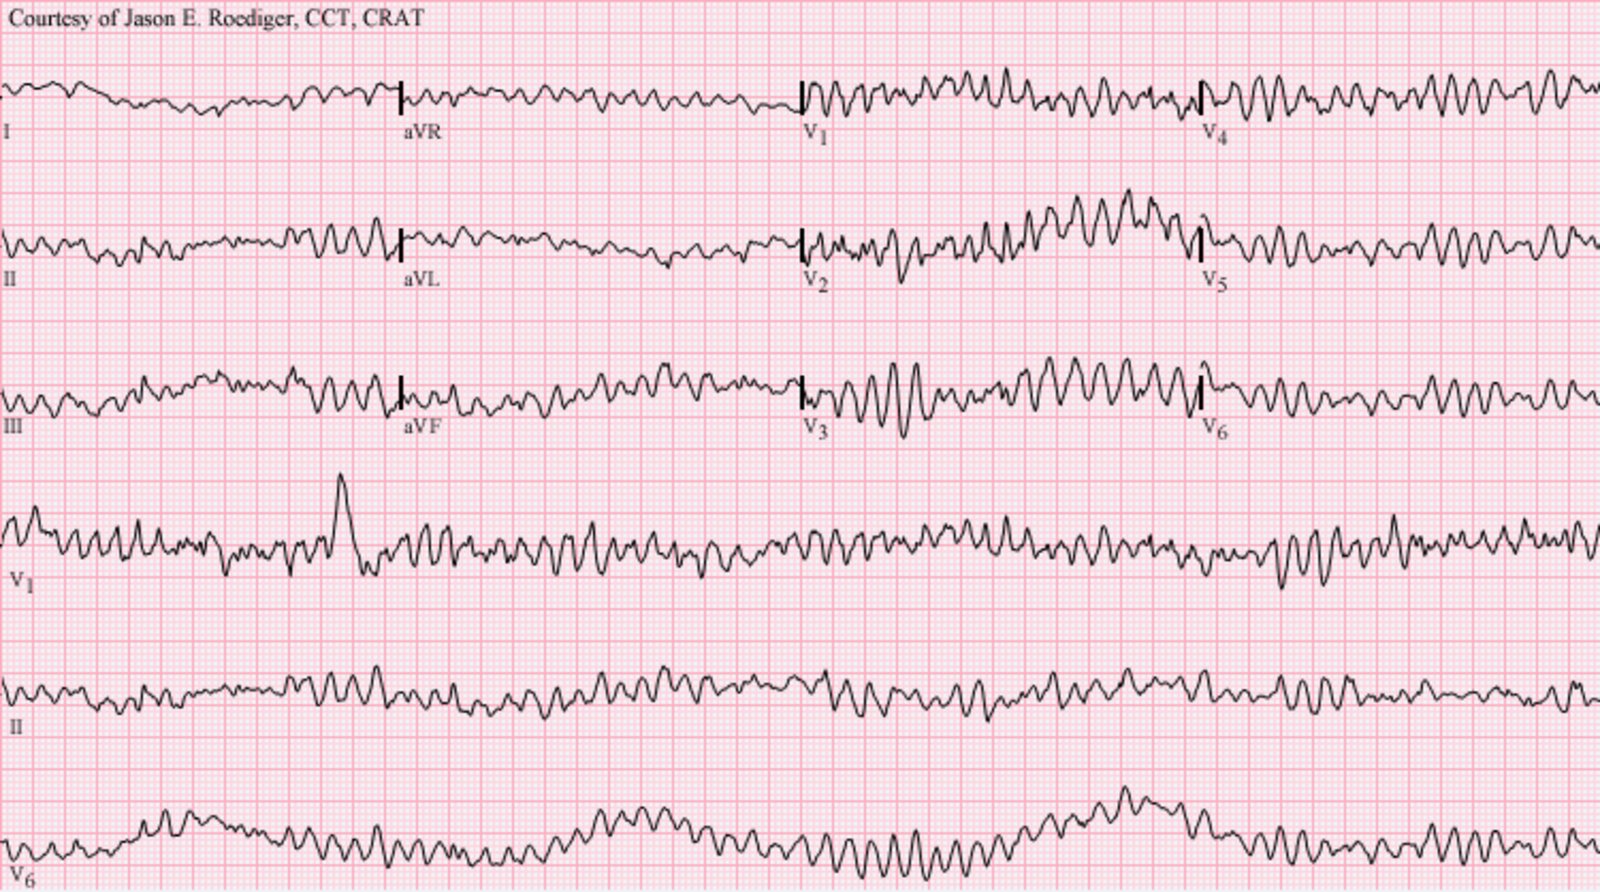 Courtesy of Jason E. Roediger, CCT, CRAT
I aVR V1 V4
II aVL V2 V5
III aVF V3 V6
V1
II
V6